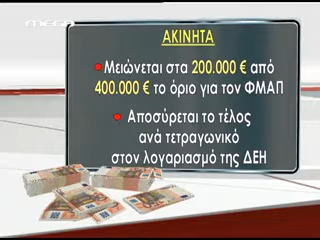 MEGA
ΑΚΙΝΗΤΑ
Μειώνεται στα 200.000 € από
400.000 € το όριο για τον ΦΜΑΠ
Αποσύρεται το τέλος
ανά τετραγωνικό
στον λογαριασμό της ΔΕΗ